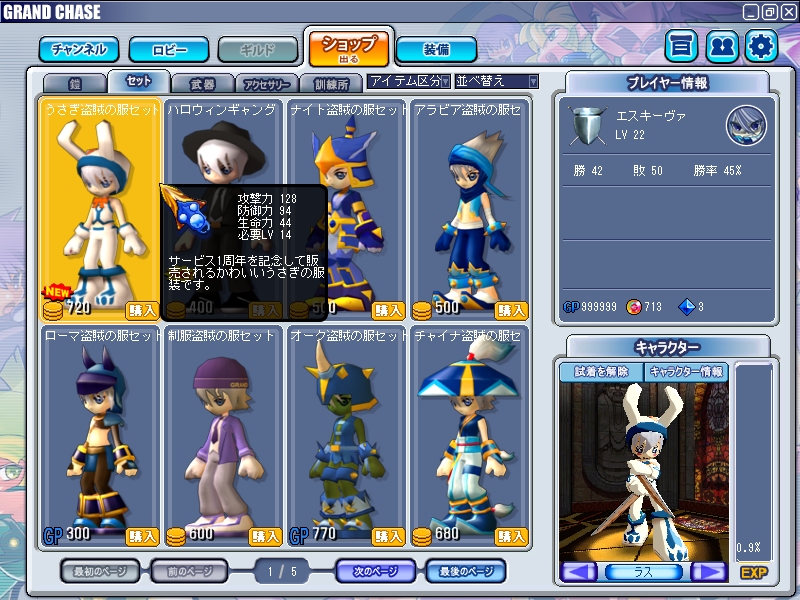 GRAND CHASE
チャンネル
ロビー
ギルド
ショップ
出る
装備
鎧
セット
武器
アクセサリー
訓練所
アイテム区分
並べ替え
うさぎ盗賊の服セット
ハロウィンギャング
ナイト盗賊の服セット
アラビア盗賊の服セ
攻撃力 128
防御力 94
生命力 44
必要LV 14
サービス1周年を記念して販
売されるかわいいうさぎの服
装です。
NEW
720
購入
400
購入
500
購入
500
購入
ローマ盗賊の服セット
制服盗賊の服セット
オーク盗賊の服セット
チャイナ盗賊の服セ
GP 300
購入
600
購入
GP 770
購入
680
購入
最初のページ
前のページ
1 / 5
次のページ
最後のページ
プレイヤー情報
エスキーヴァ
LV 22
勝 42
敗 50
勝率 45%
GP 999999
713
3
キャラクター
試着を解除
キャラクター情報
0.9%
ラス
EXP